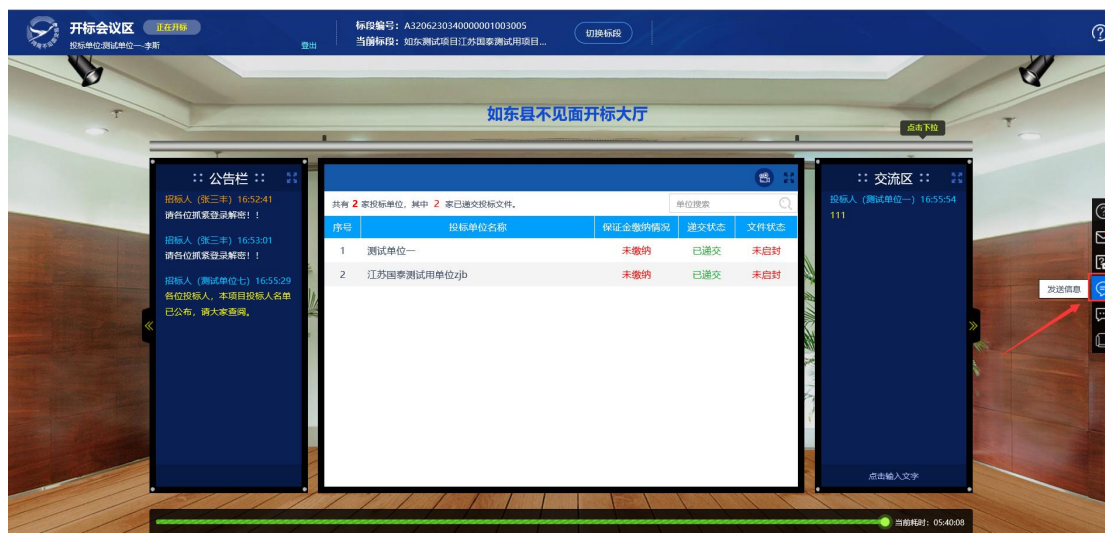 开标会议区 正在开标
投标单位:测试单位一-李斯 登出
标段编号：A3206230340000001003005
当前标段：如东测试项目江苏国泰测试用项目...
切换标段
如东县不见面开标大厅
点击下拉
:: 公告栏 ::
招标人（张三丰）16:52:41
请各位抓紧登录解密！！
招标人（张三丰）16:53:01
请各位抓紧登录解密！！
招标人（测试单位七）16:55:29
各位投标人，本项目投标人名单
已公布，请大家查阅。
共有 2 家投标单位，其中 2 家已递交投标文件。
单位搜索
序号 投标单位名称 保证金缴纳情况 递交状态 文件状态
1 测试单位一 未缴纳 已递交 未启封
2 江苏国泰测试用单位zjb 未缴纳 已递交 未启封
:: 交流区 ::
投标人（测试单位一）16:55:54
111
点击输入文字
发送信息
当前耗时：05:40:08